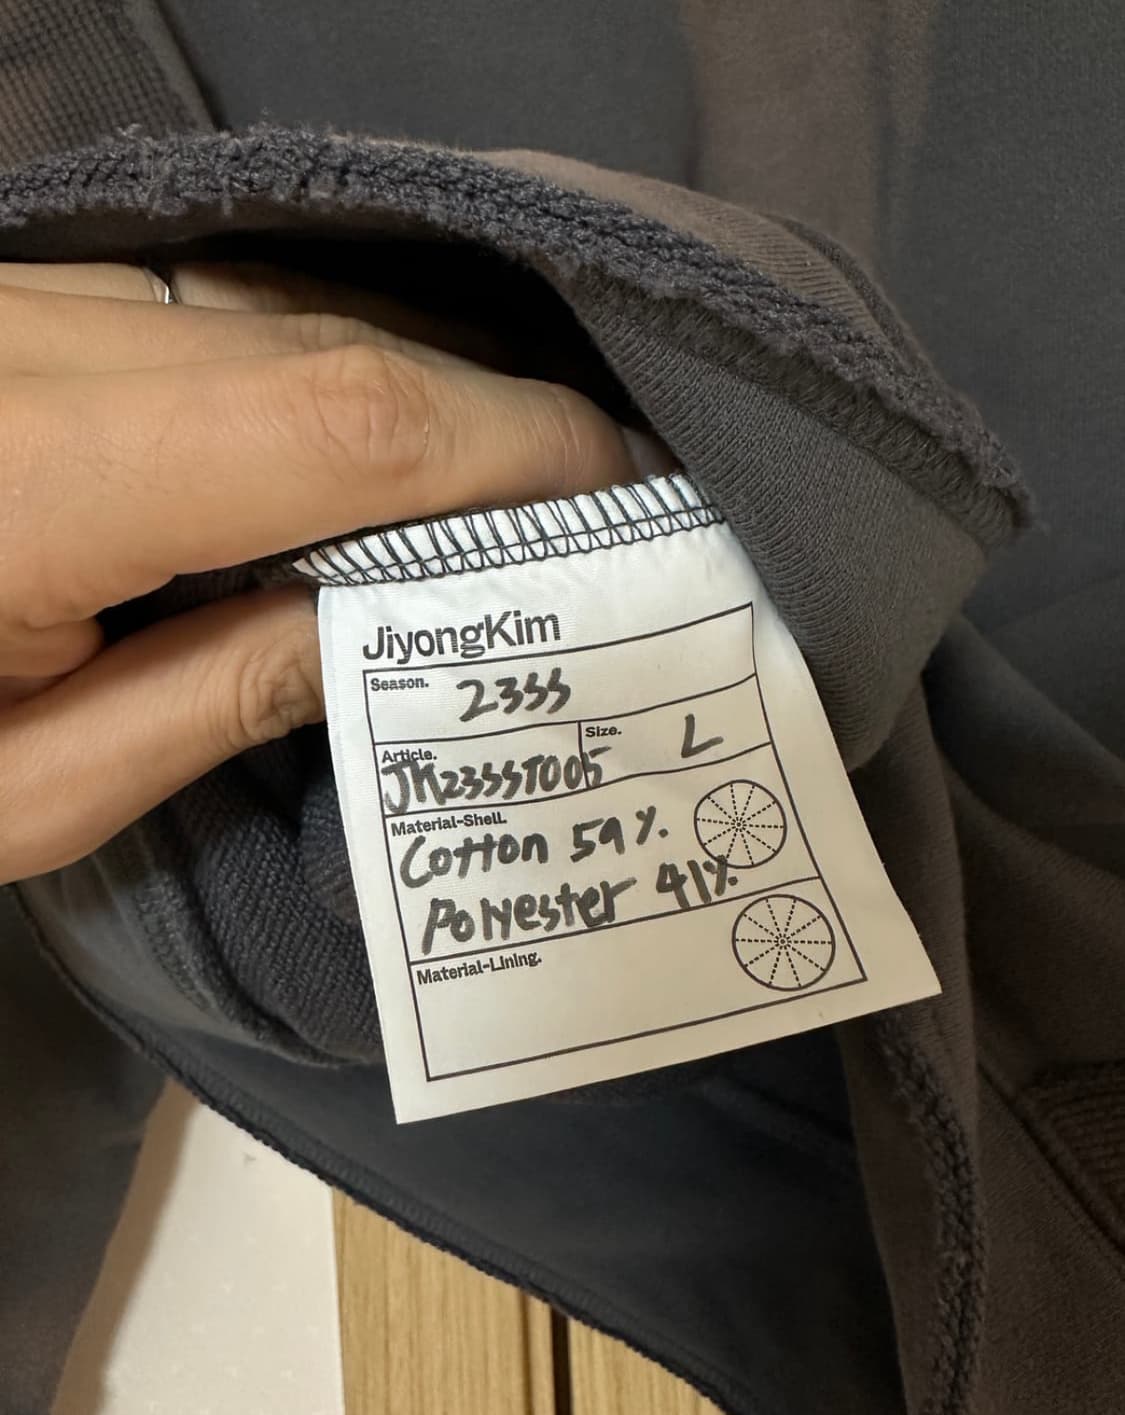 JiyongKim
Season. 23SS
Article. JK23SST005 Size. L
Material-Shell.
Cotton 59%.
Polyester 41%.
Material-Lining.